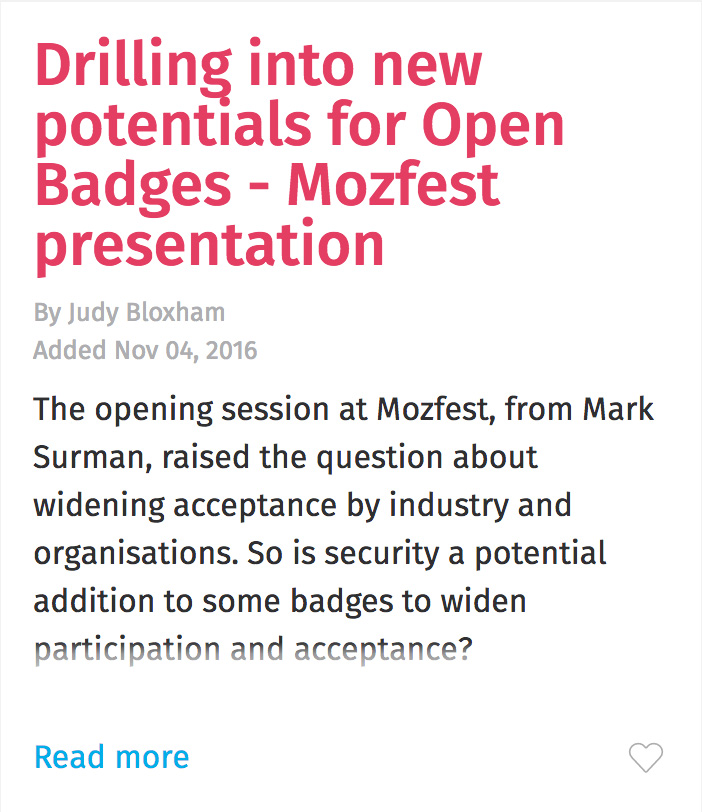 Drilling into new
potentials for Open
Badges - Mozfest
presentation
By Judy Bloxham
Added Nov 04, 2016
The opening session at Mozfest, from Mark
Surman, raised the question about
widening acceptance by industry and
organisations. So is security a potential
addition to some badges to widen
participation and acceptance?
Read more